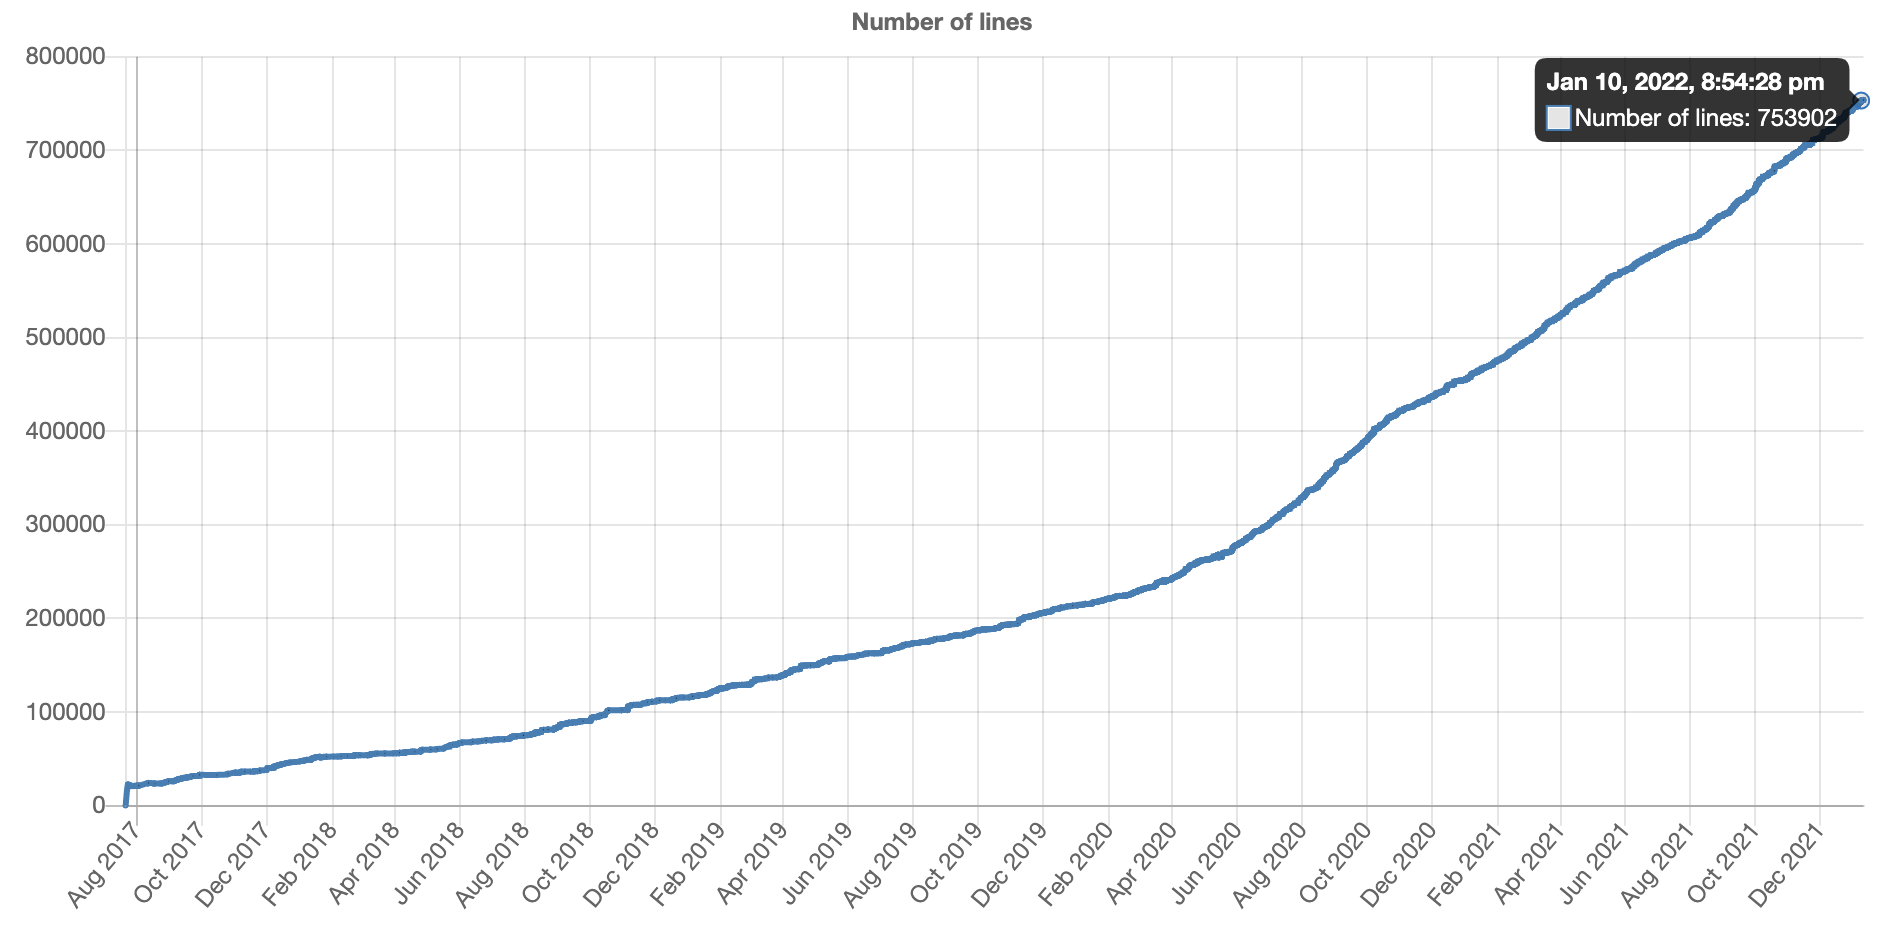 Number of lines
800000
700000
600000
500000
400000
300000
200000
100000
0
Jan 10, 2022, 8:54:28 pm
Number of lines: 753902
Aug 2017
Oct 2017
Dec 2017
Feb 2018
Apr 2018
Jun 2018
Aug 2018
Oct 2018
Dec 2018
Feb 2019
Apr 2019
Jun 2019
Aug 2019
Oct 2019
Dec 2019
Feb 2020
Apr 2020
Jun 2020
Aug 2020
Oct 2020
Dec 2020
Feb 2021
Apr 2021
Jun 2021
Aug 2021
Oct 2021
Dec 2021